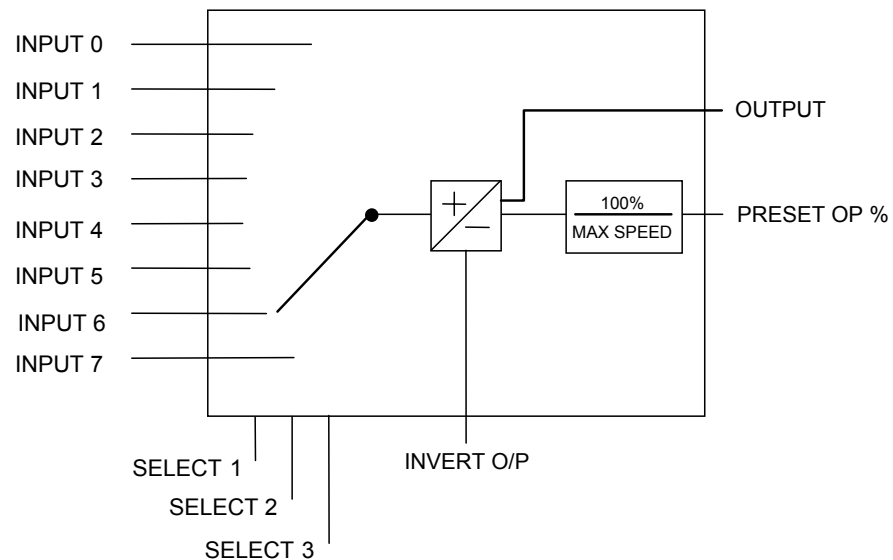 INPUT 0
INPUT 1
INPUT 2
INPUT 3
INPUT 4
INPUT 5
INPUT 6
INPUT 7
+
−
100%
MAX SPEED
OUTPUT
PRESET OP %
SELECT 1
SELECT 2
SELECT 3
INVERT O/P